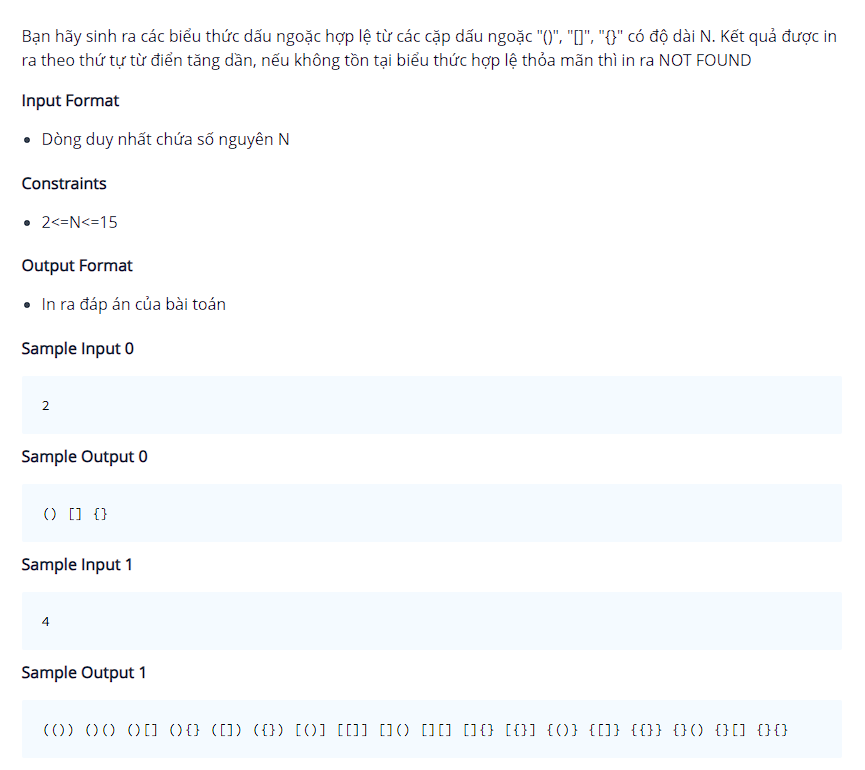 Bạn hãy sinh ra các biểu thức dấu ngoặc hợp lệ từ các cặp dấu ngoặc "()", "[]", "{}" có độ dài N. Kết quả được in
ra theo thứ tự từ điển tăng dần, nếu không tồn tại biểu thức hợp lệ thỏa mãn thì in ra NOT FOUND
Input Format
• Dòng duy nhất chứa số nguyên N
Constraints
• 2<=N<=15
Output Format
• In ra đáp án của bài toán
Sample Input 0
2
Sample Output 0
() [] {}
Sample Input 1
4
Sample Output 1
(()) ()() ()[] (){} ([]) ({}) [()] [[]] []() [][] []{} [{}] {()} {[]} {{}} {}() {}[] {}{}